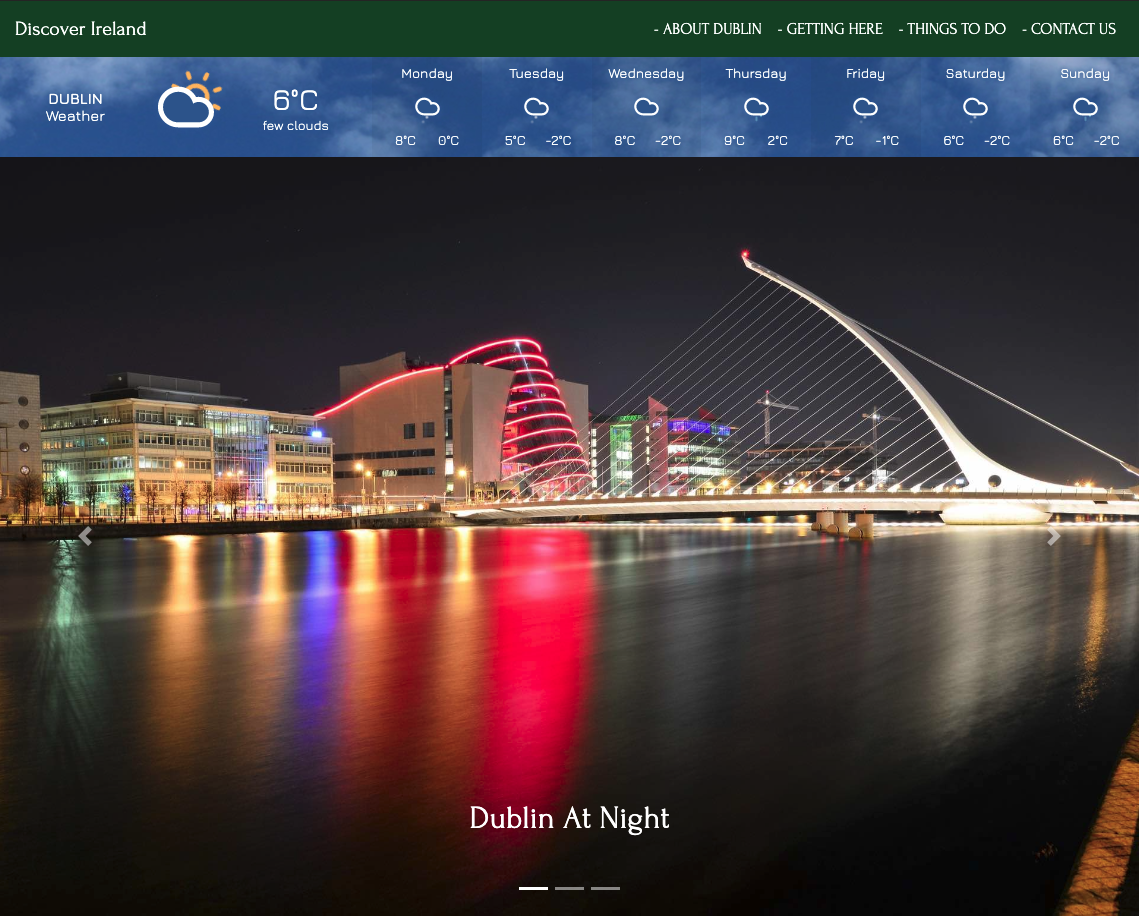 Discover Ireland
- ABOUT DUBLIN - GETTING HERE - THINGS TO DO - CONTACT US
DUBLIN
Weather
6°C
few clouds
Monday Tuesday Wednesday Thursday Friday Saturday Sunday
8°C 0°C 5°C -2°C 8°C -2°C 9°C 2°C 7°C -1°C 6°C -2°C 6°C -2°C
Dublin At Night